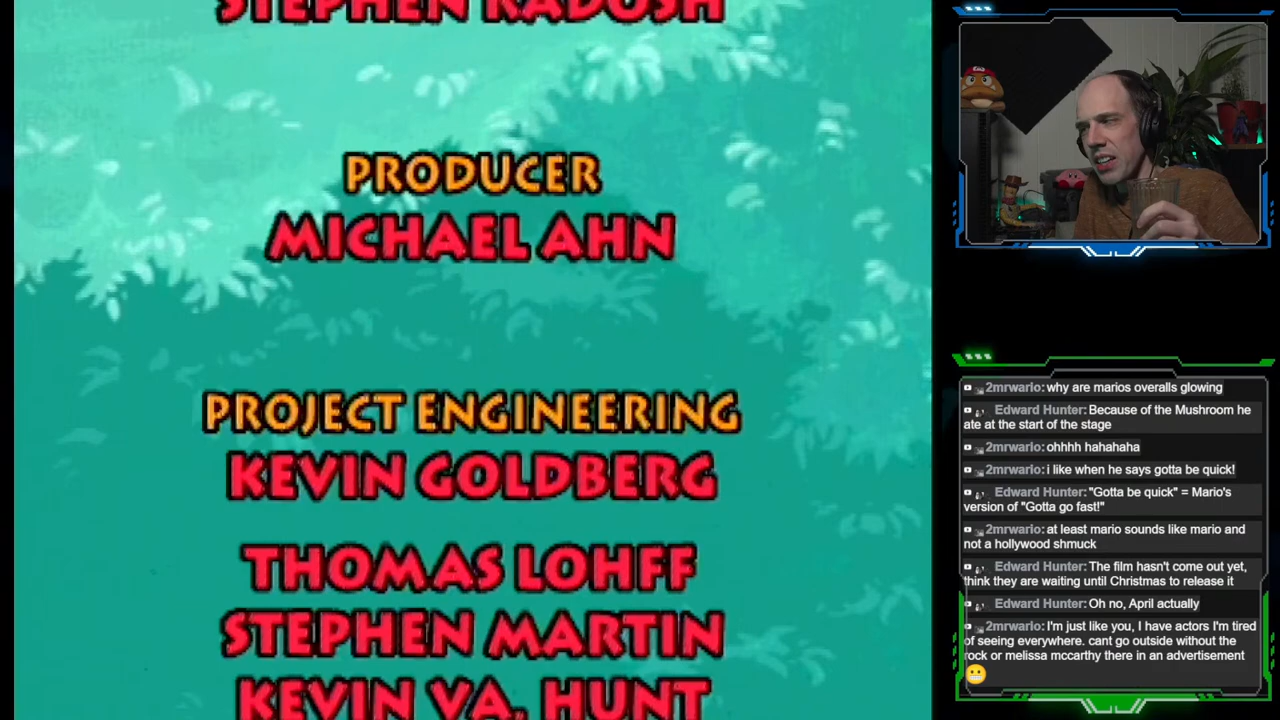 STEPHEN RADOSH
PRODUCER
MICHAEL AHN
PROJECT ENGINEERING
KEVIN GOLDBERG
THOMAS LOHFF
STEPHEN MARTIN
KEVIN VA, HUNT
2mrwario: why are marios overalls glowing
Edward Hunter: Because of the Mushroom he
ate at the start of the stage
2mrwario: ohhhh hahahaha
2mrwario: i like when he says gotta be quick!
Edward Hunter: "Gotta be quick" = Mario's
version of "Gotta go fast!"
2mrwario: at least mario sounds like mario and
not a hollywood shmuck
Edward Hunter: The film hasn't come out yet,
think they are waiting until Christmas to release it
Edward Hunter: Oh no, April actually
2mrwario: I'm just like you, I have actors I'm tired
of seeing everywhere. cant go outside without the
rock or melissa mccarthy there in an advertisement